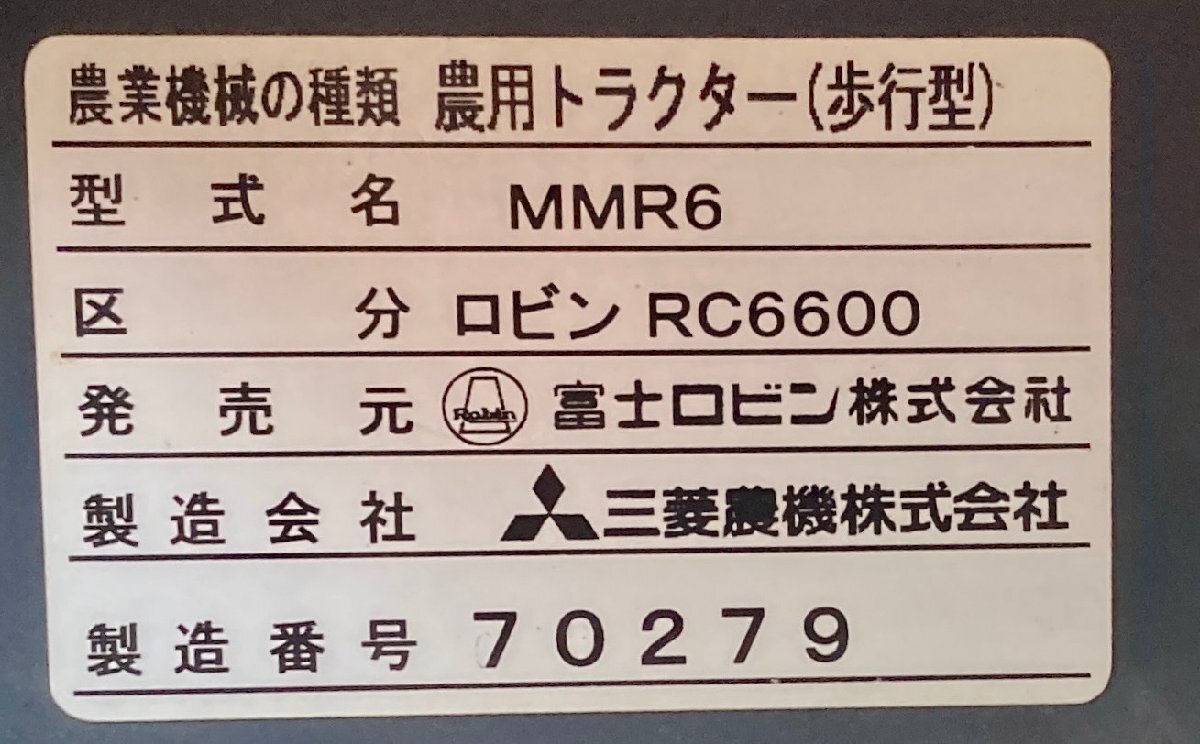 農業機械の種類 農用トラクター(歩行型)
型式名 MMR6
区分 ロビン RC6600
発売元 Robin 富士ロビン株式会社
製造会社 三菱農機株式会社
製造番号 70279